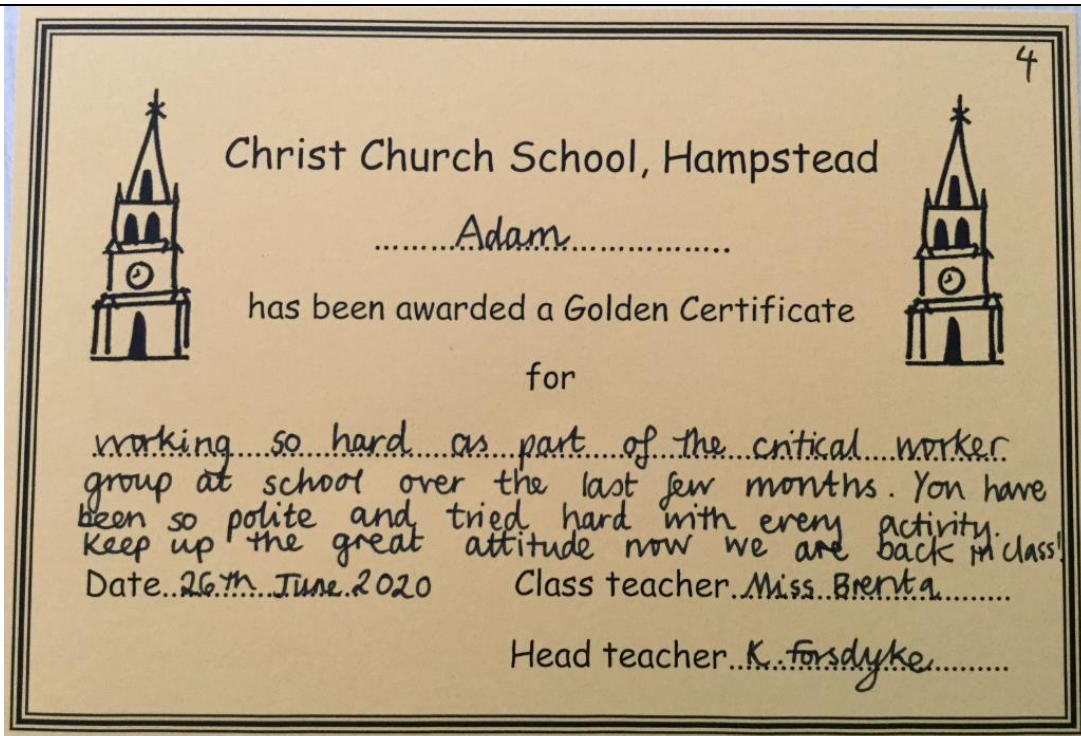 4
Christ Church School, Hampstead
.........Adam.................................
has been awarded a Golden Certificate
for
working so hard as part of the critical worker
group at school over the last few months. You have
been so polite and tried hard with every activity.
Keep up the great attitude now we are back in class!
Date..26th June 2020 Class teacher..Miss Brenta.........
Head teacher..K. Forsdyke.........